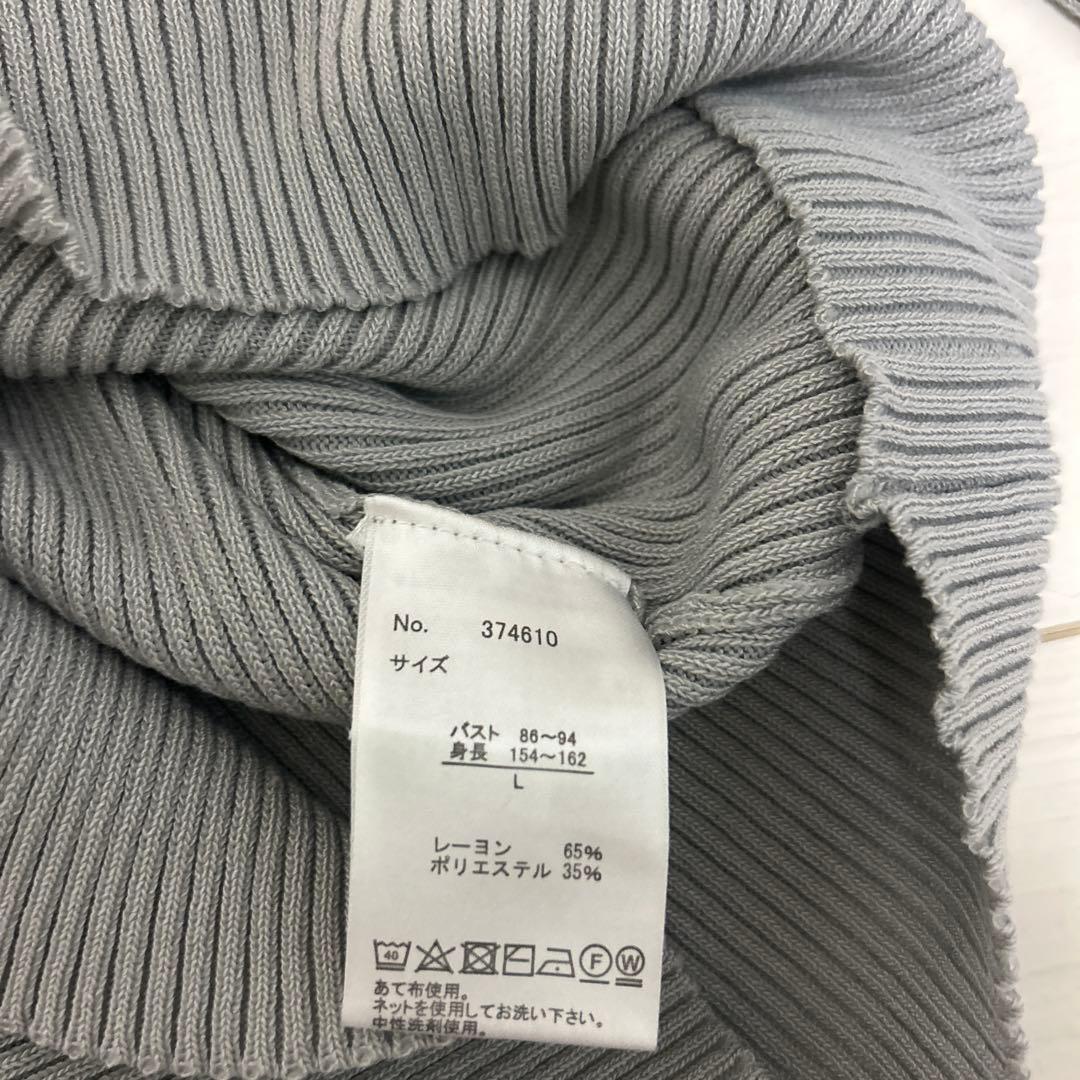 No. 374610
サイズ
バスト 86～94
身長 154～162
L
レーヨン 65%
ポリエステル 35%
40 F W
あて布使用。
ネットを使用してお洗い下さい。
中性洗剤使用。